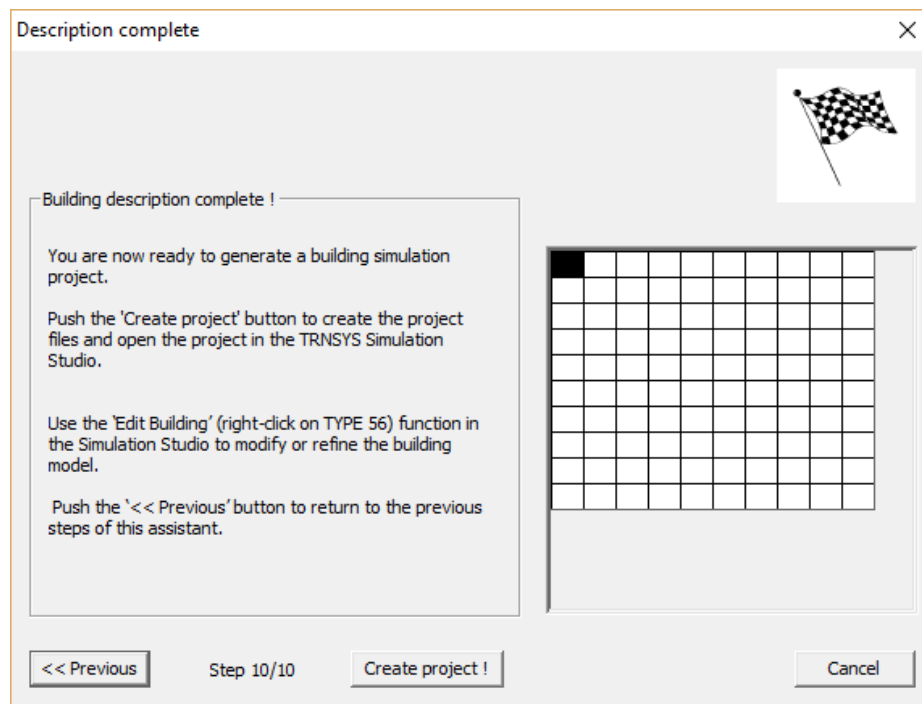 Description complete
Building description complete !
You are now ready to generate a building simulation
project.
Push the 'Create project' button to create the project
files and open the project in the TRNSYS Simulation
Studio.
Use the 'Edit Building' (right-click on TYPE 56) function in
the Simulation Studio to modify or refine the building
model.
Push the '<< Previous' button to return to the previous
steps of this assistant.
<< Previous
Step 10/10
Create project !
Cancel